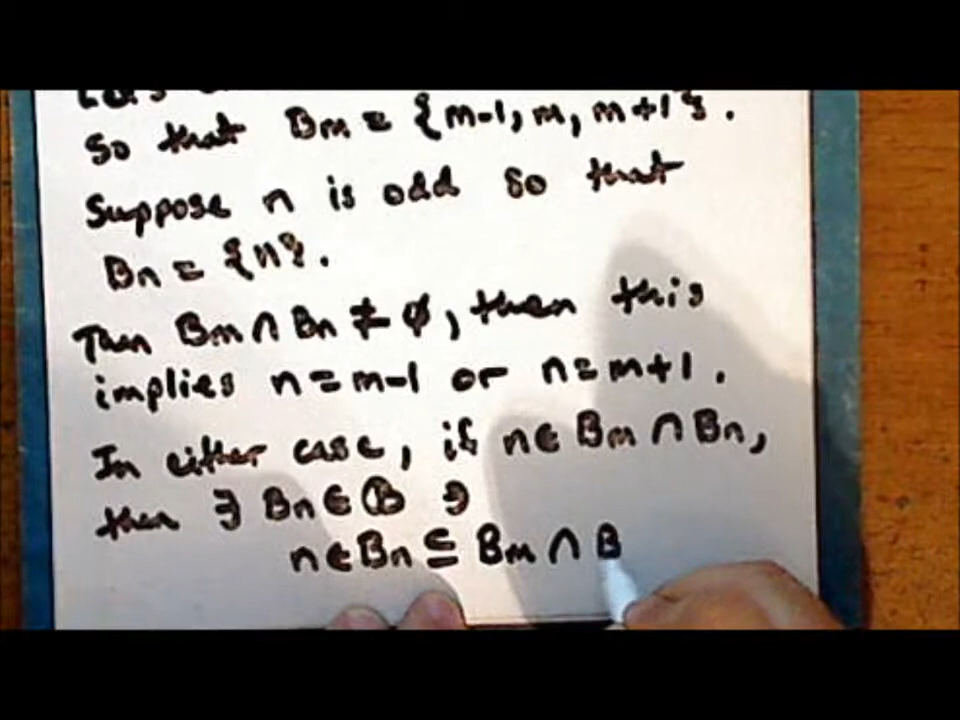 So that Bm = {m-1, m, m+1}.
Suppose n is odd so that
Bn = {n}.
Then Bm ∩ Bn ≠ ∅, then this
implies n = m-1 or n = m+1.
In either case, if n ∈ Bm ∩ Bn,
then ∃ Bn ∈ ℬ ∋
n ∈ Bn ⊆ Bm ∩ B